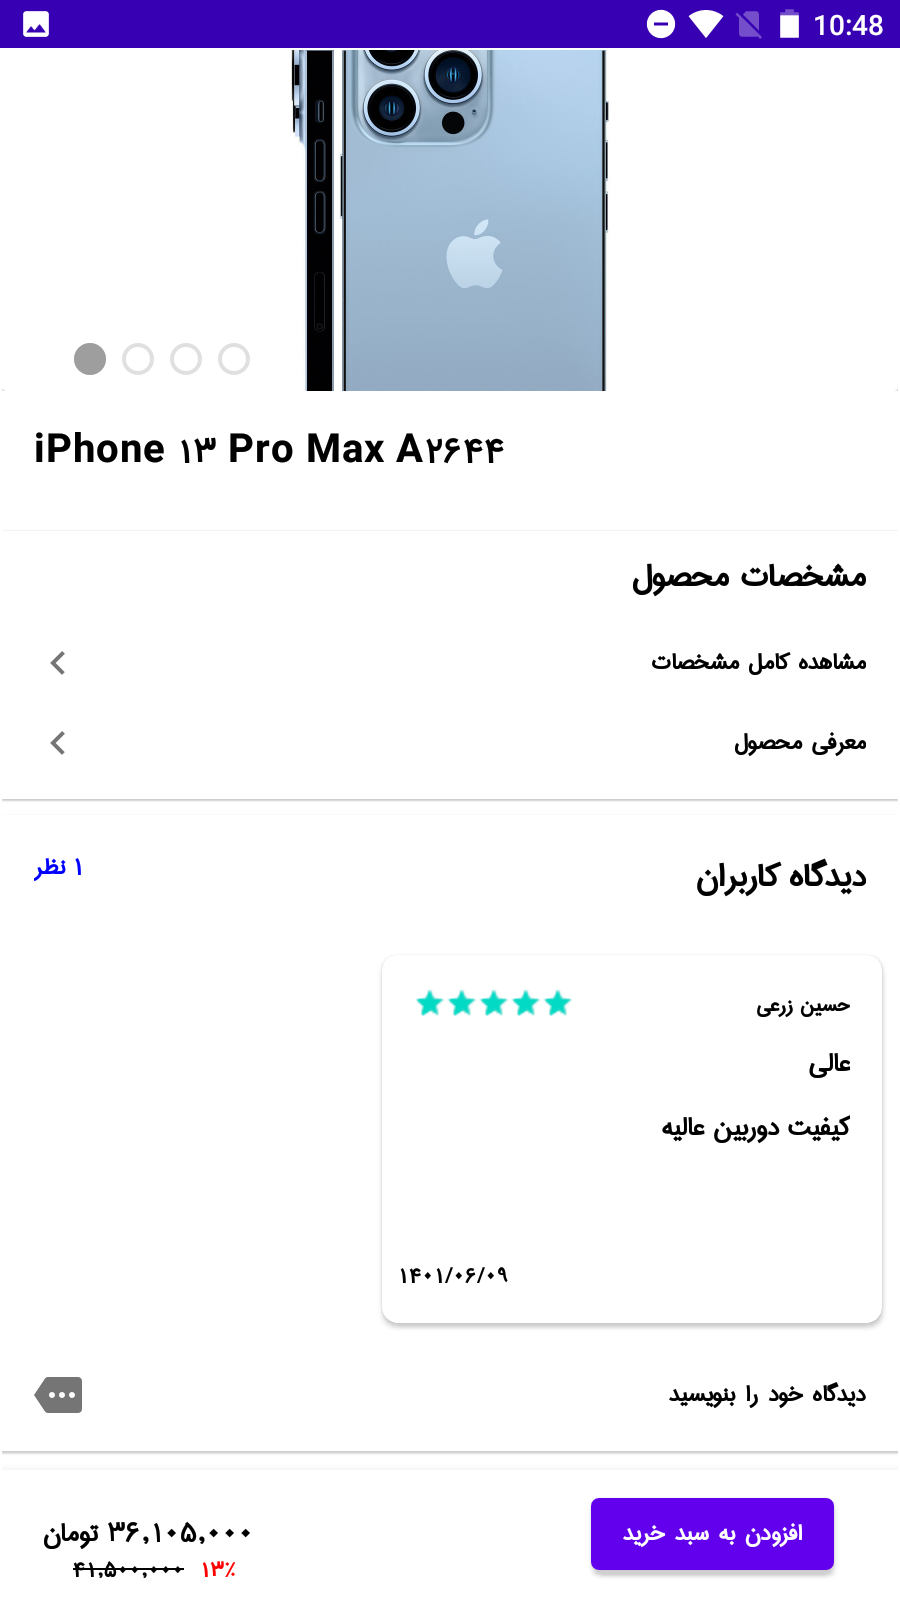 10:48
iPhone ۱۳ Pro Max A۲۶۴۴
مشخصات محصول
مشاهده کامل مشخصات
معرفی محصول
دیدگاه کاربران
۱ نظر
حسین زرعی
عالی
کیفیت دوربین عالیه
۱۴۰۱/۰۶/۰۹
دیدگاه خود را بنویسید
افزودن به سبد خرید
۳۶,۱۰۵,۰۰۰ تومان
۱۳٪ ۴۱,۵۰۰,۰۰۰